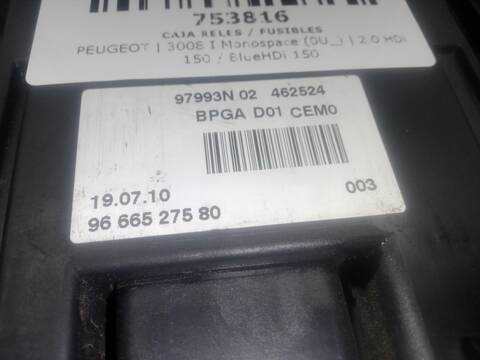 753816
CAJA RELES / FUSIBLES
PEUGEOT | 3008 I Monospace (0U_) | 2.0 HDi
150 / BlueHDi 150
97993N 02 462524
BPGA D01 CEM0
19.07.10
003
96 665 275 80